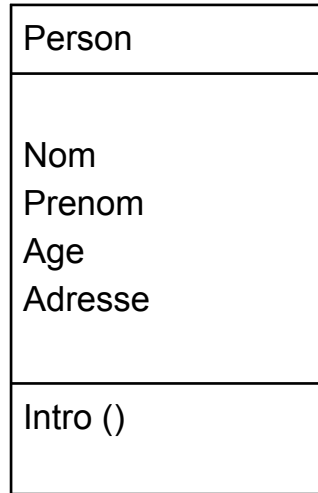 Person
Nom
Prenom
Age
Adresse
Intro ()